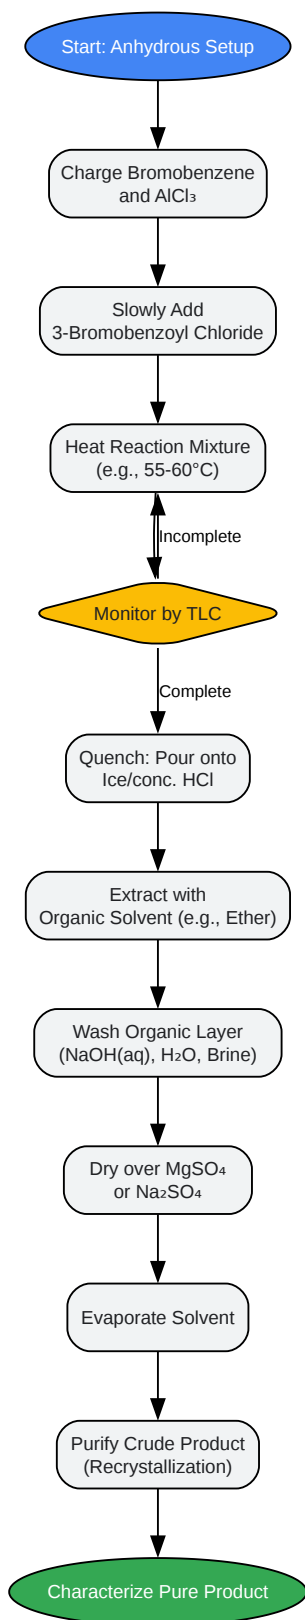 Start: Anhydrous Setup
Charge Bromobenzene
and AlCl₃
Slowly Add
3-Bromobenzoyl Chloride
Heat Reaction Mixture
(e.g., 55-60°C)
Incomplete
Monitor by TLC
Complete
Quench: Pour onto
Ice/conc. HCl
Extract with
Organic Solvent (e.g., Ether)
Wash Organic Layer
(NaOH(aq), H₂O, Brine)
Dry over MgSO₄
or Na₂SO₄
Evaporate Solvent
Purify Crude Product
(Recrystallization)
Characterize Pure Product